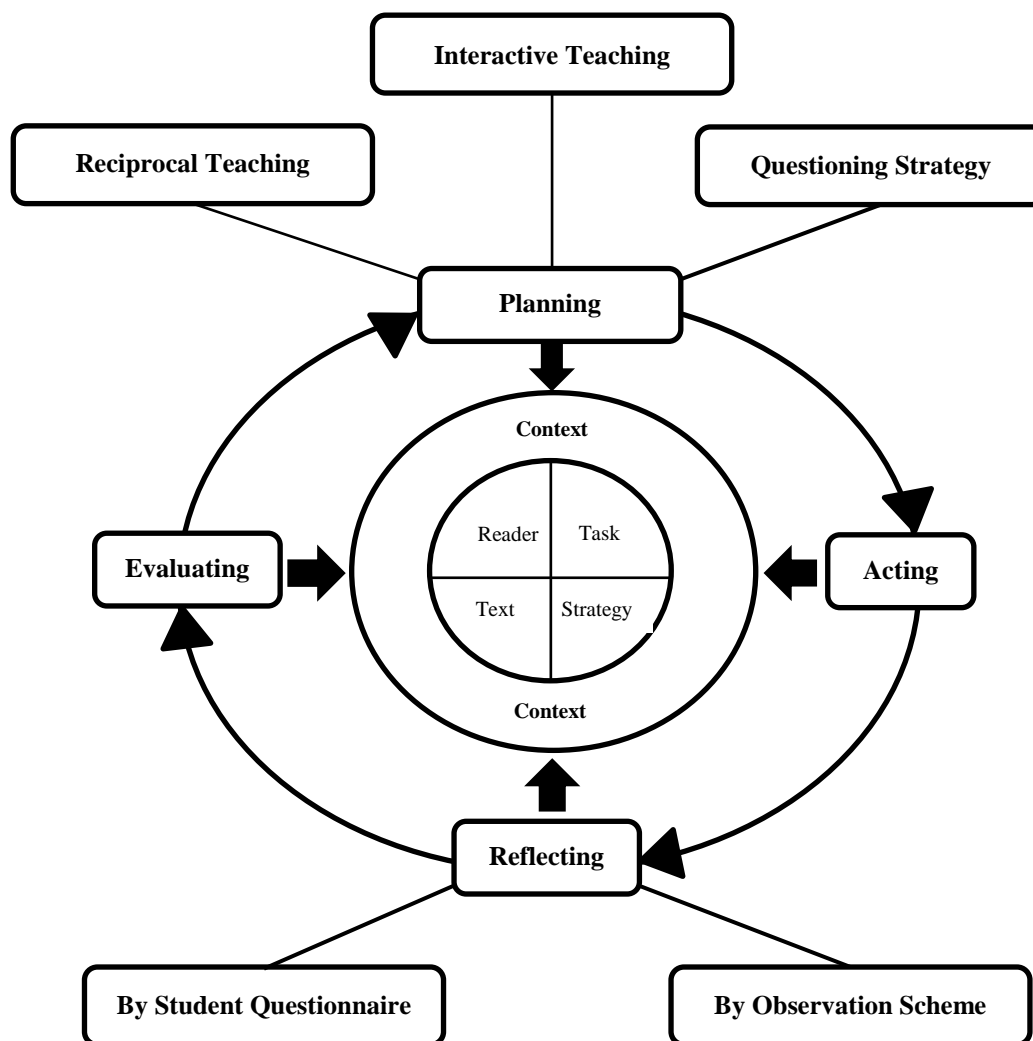 Interactive Teaching
Reciprocal Teaching
Questioning Strategy
Planning
Context
Reader
Task
Evaluating
Acting
Text
Strategy
Context
Reflecting
By Student Questionnaire
By Observation Scheme